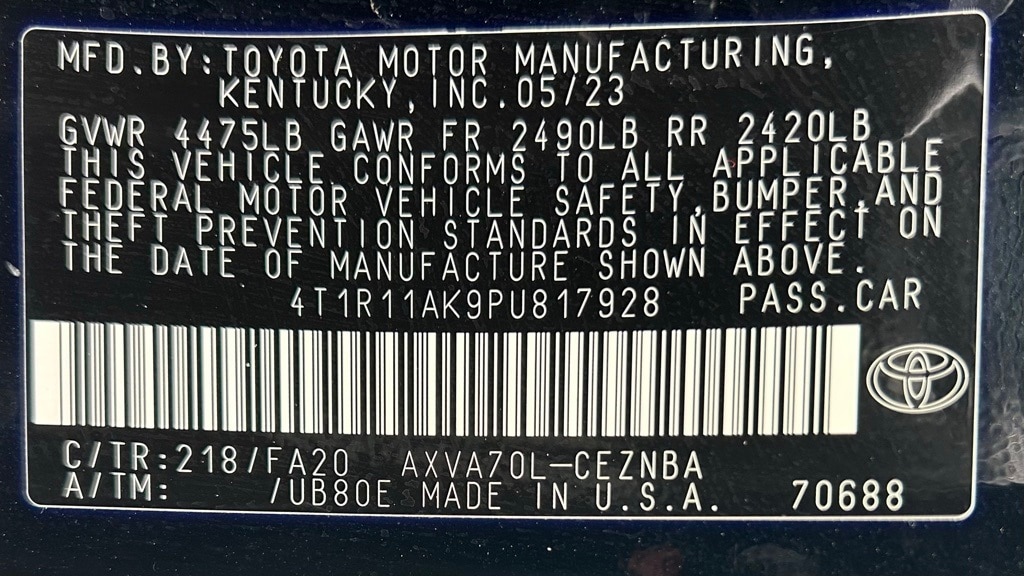 MFD.BY:TOYOTA MOTOR MANUFACTURING,
KENTUCKY,INC.05/23
GVWR 4475LB GAWR FR 2490LB RR 2420LB
THIS VEHICLE CONFORMS TO ALL APPLICABLE
FEDERAL MOTOR VEHICLE SAFETY,BUMPER,AND
THEFT PREVENTION STANDARDS IN EFFECT ON
THE DATE OF MANUFACTURE SHOWN ABOVE.
4T1R11AK9PU817928 PASS.CAR
C/TR:218/FA20 AXVA70L-CEZNBA
A/TM: /UB80E MADE IN U.S.A. 70688